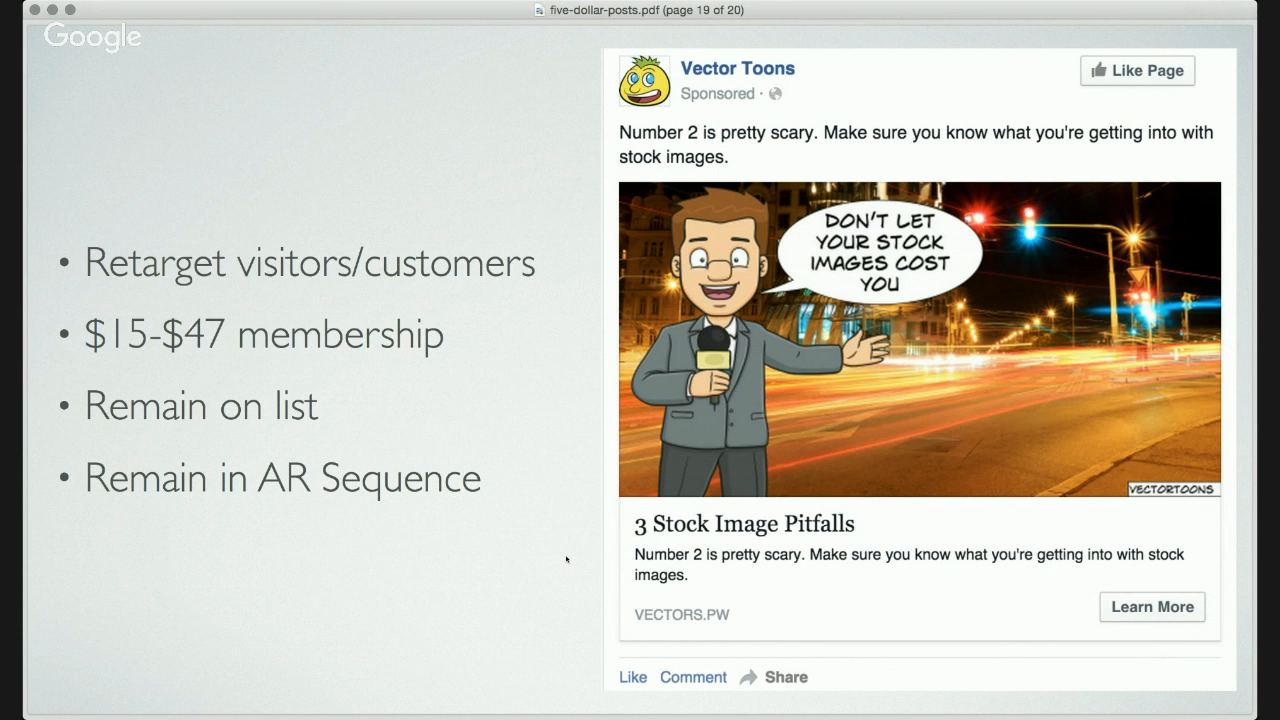 five-dollar-posts.pdf (page 19 of 20)
Google
• Retarget visitors/customers
• $15-$47 membership
• Remain on list
• Remain in AR Sequence
Vector Toons
Sponsored ·
Like Page
Number 2 is pretty scary. Make sure you know what you're getting into with
stock images.
DON'T LET
YOUR STOCK
IMAGES COST
YOU
VECTORTOONS
3 Stock Image Pitfalls
Number 2 is pretty scary. Make sure you know what you're getting into with stock
images.
VECTORS.PW
Learn More
Like Comment Share